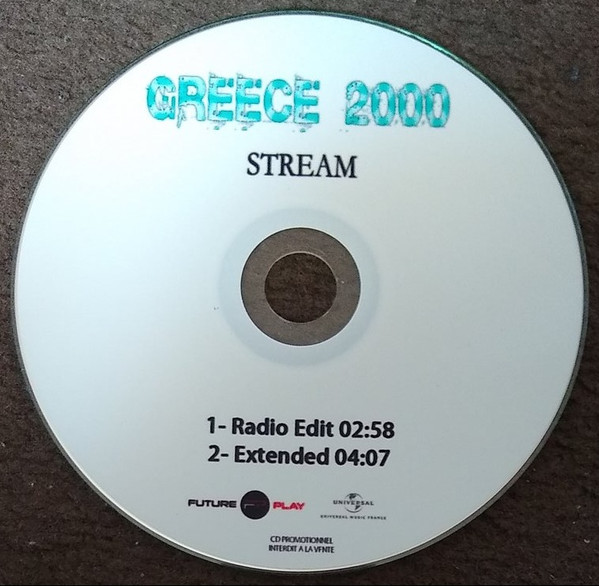 GREECE 2000
STREAM
1- Radio Edit 02:58
2- Extended 04:07
FUTURE PLAY
UNIVERSAL
UNIVERSAL MUSIC FRANCE
CD PROMOTIONNEL
INTERDIT A LA VENTE